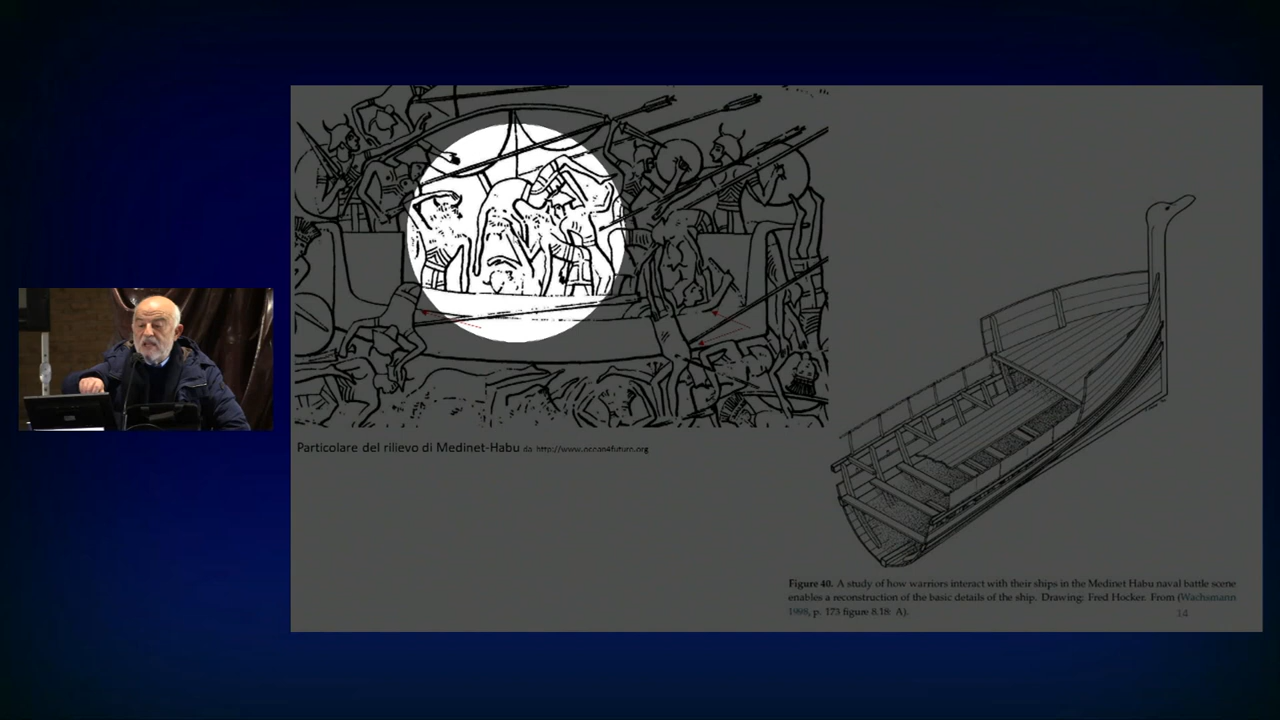 Particolare del rilievo di Medinet-Habu da http://www.ocean4future.org
Figure 40. A study of how warriors interact with their ships in the Medinet Habu naval battle scene
enables a reconstruction of the basic details of the ship. Drawing: Fred Hocker. From (Wachsmann
1998, p. 173 figure 8.18: A).
14